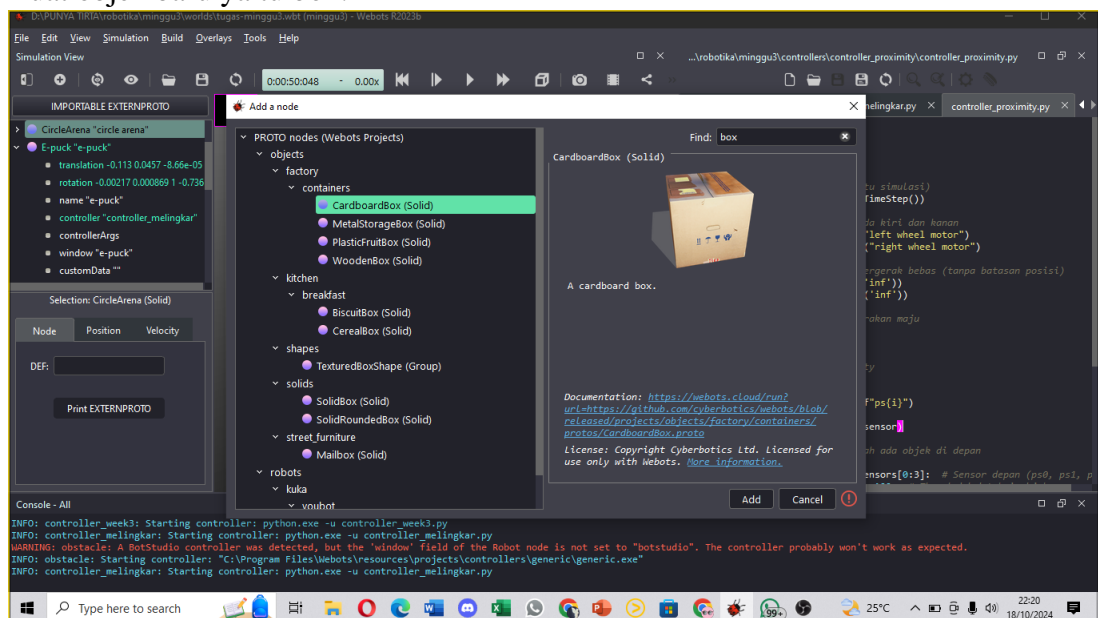 D:\PUNYA TIRTA\robotika\minggu3\worlds\tugas-minggu3.wbt (minggu3) - Webots R2023b
File Edit View Simulation Build Overlays Tools Help
Simulation View
...\robotika\minggu3\controllers\controller_proximity\controller_proximity.py
0:00:50:048 - 0.00x
IMPORTABLE EXTERNPROTO
Add a node
melingkar.py
controller_proximity.py
CircleArena "circle arena"
E-puck "e-puck"
translation -0.113 0.0457 -8.66e-05
rotation -0.00217 0.000869 1 -0.736
name "e-puck"
controller "controller_melingkar"
controllerArgs
window "e-puck"
customData ""
Selection: CircleArena (Solid)
Node Position Velocity
DEF:
Print EXTERNPROTO
PROTO nodes (Webots Projects)
objects
factory
containers
CardboardBox (Solid)
MetalStorageBox (Solid)
PlasticFruitBox (Solid)
WoodenBox (Solid)
kitchen
breakfast
BiscuitBox (Solid)
CerealBox (Solid)
shapes
TexturedBoxShape (Group)
solids
SolidBox (Solid)
SolidRoundedBox (Solid)
street_furniture
Mailbox (Solid)
robots
kuka
youbot
Find: box
CardboardBox (Solid)
A cardboard box.
Documentation: https://webots.cloud/run?
url=https://github.com/cyberbotics/webots/blob/
released/projects/objects/factory/containers/
protos/CardboardBox.proto
License: Copyright Cyberbotics Ltd. Licensed for
use only with Webots. More information.
Add Cancel
tu simulasi)
TimeStep())
da kiri dan kanan
"left wheel motor")
("right wheel motor")
ergerak bebas (tanpa batasan posisi)
'inf'))
('inf'))
rakan maju
ty
f"ps{i}")
sensor)
ah ada objek di depan
ensors[0:3]: # Sensor depan (ps0, ps1, p
Console - All
INFO: controller_week3: Starting controller: python.exe -u controller_week3.py
INFO: controller_melingkar: Starting controller: python.exe -u controller_melingkar.py
WARNING: obstacle: A BotStudio controller was detected, but the 'window' field of the Robot node is not set to "botstudio". The controller probably won't work as expected.
INFO: obstacle: Starting controller: "C:\Program Files\Webots\resources\projects\controllers\generic\generic.exe"
INFO: controller_melingkar: Starting controller: python.exe -u controller_melingkar.py
Type here to search
99+
25°C
22:20
18/10/2024